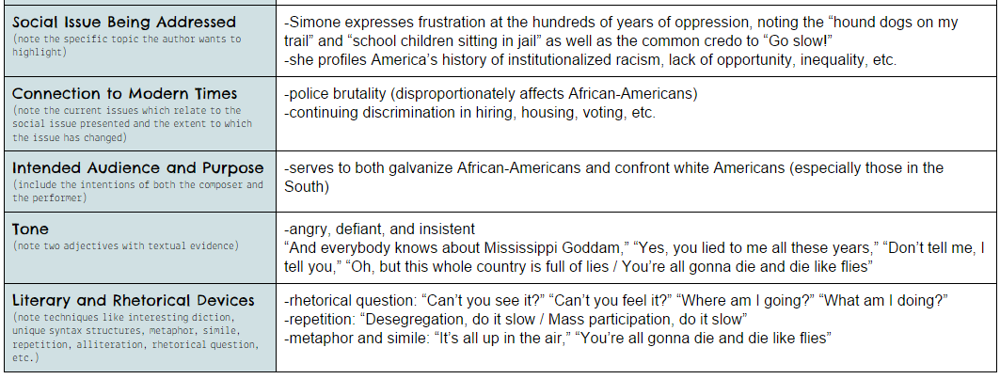 Social Issue Being Addressed
(note the specific topic the author wants to
highlight)
-Simone expresses frustration at the hundreds of years of oppression, noting the “hound dogs on my
trail” and “school children sitting in jail” as well as the common credo to “Go slow!”
-she profiles America’s history of institutionalized racism, lack of opportunity, inequality, etc.
Connection to Modern Times
(note the current issues which relate to the
social issue presented and the extent to which
the issue has changed)
-police brutality (disproportionately affects African-Americans)
-continuing discrimination in hiring, housing, voting, etc.
Intended Audience and Purpose
(include the intentions of both the composer and
the performer)
-serves to both galvanize African-Americans and confront white Americans (especially those in the
South)
Tone
(note two adjectives with textual evidence)
-angry, defiant, and insistent
“And everybody knows about Mississippi Goddam,” “Yes, you lied to me all these years,” “Don’t tell me, I
tell you,” “Oh, but this whole country is full of lies / You’re all gonna die and die like flies”
Literary and Rhetorical Devices
(note techniques like interesting diction,
unique syntax structures, metaphor, simile,
repetition, alliteration, rhetorical question,
etc.)
-rhetorical question: “Can’t you see it?” “Can’t you feel it?” “Where am I going?” “What am I doing?”
-repetition: “Desegregation, do it slow / Mass participation, do it slow”
-metaphor and simile: “It’s all up in the air,” “You’re all gonna die and die like flies”